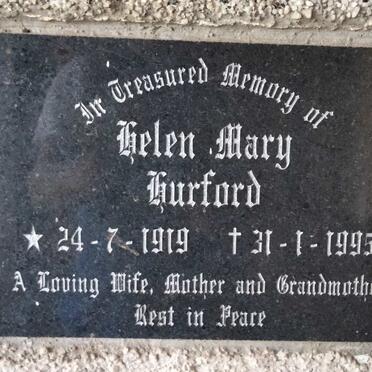 In Treasured Memory of
Helen Mary
Hurford
★ 24-7-1919 † 31-1-1995
A Loving Wife, Mother and Grandmothe
Rest in Peace